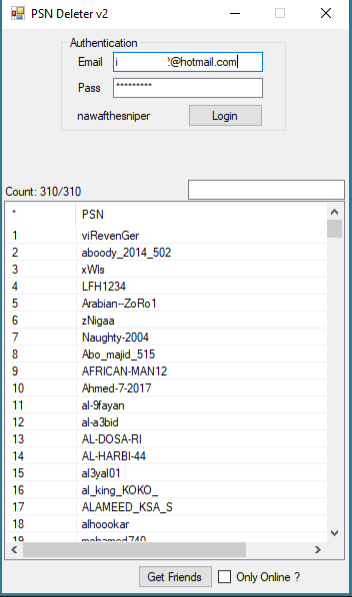 PSN Deleter v2
Authentication
Email
@hotmail.com
Pass *********
nawafthesniper Login
Count: 310/310
* PSN
1 viRevenGer
2 aboody_2014_502
3 xWls
4 LFH1234
5 Arabian--ZoRo1
6 zNigaa
7 Naughty-2004
8 Abo_majid_515
9 AFRICAN-MAN12
10 Ahmed-7-2017
11 al-9fayan
12 al-a3bid
13 AL-DOSA-RI
14 AL-HARBI-44
15 al3yal01
16 al_king_KOKO_
17 ALAMEED_KSA_S
18 alhoookar
19 mohamed740
Get Friends Only Online ?